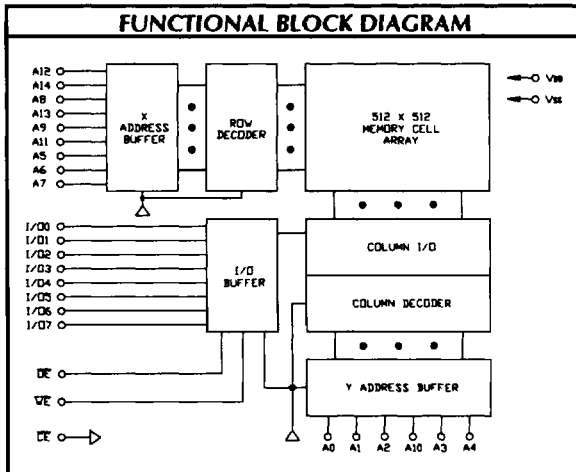 FUNCTIONAL BLOCK DIAGRAM
A12
A14
A8
A13
A9
A11
A5
A6
A7
X
ADDRESS
BUFFER
ROW
DECODER
512 X 512
MEMORY CELL
ARRAY
VDD
VSS
I/O0
I/O1
I/O2
I/O3
I/O4
I/O5
I/O6
I/O7
I/O
BUFFER
COLUMN I/O
COLUMN DECODER
OE
WE
CE
Y ADDRESS BUFFER
A0 A1 A2 A10 A3 A4